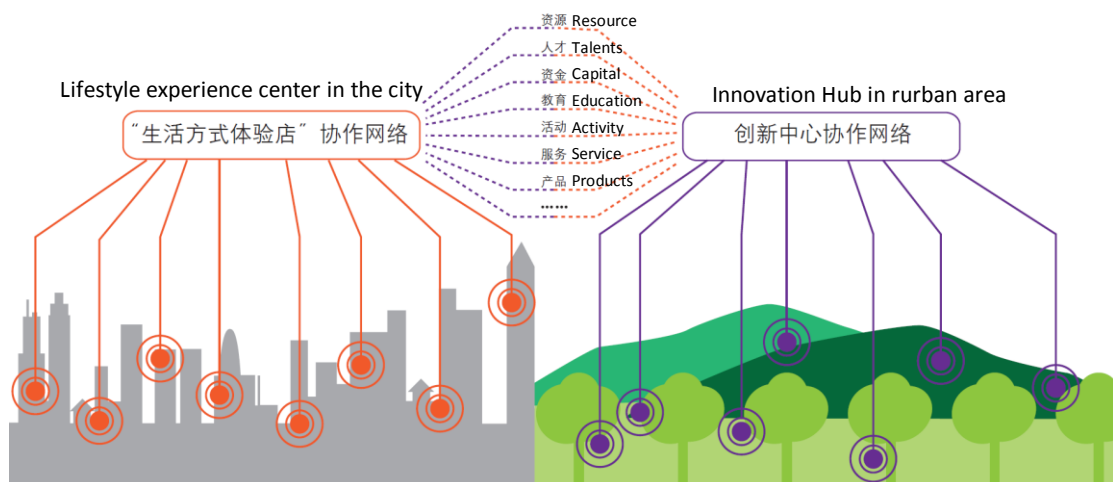 资源 Resource
人才 Talents
资金 Capital
教育 Education
活动 Activity
服务 Service
产品 Products
……
Lifestyle experience center in the city
“生活方式体验店”协作网络
Innovation Hub in rurban area
创新中心协作网络